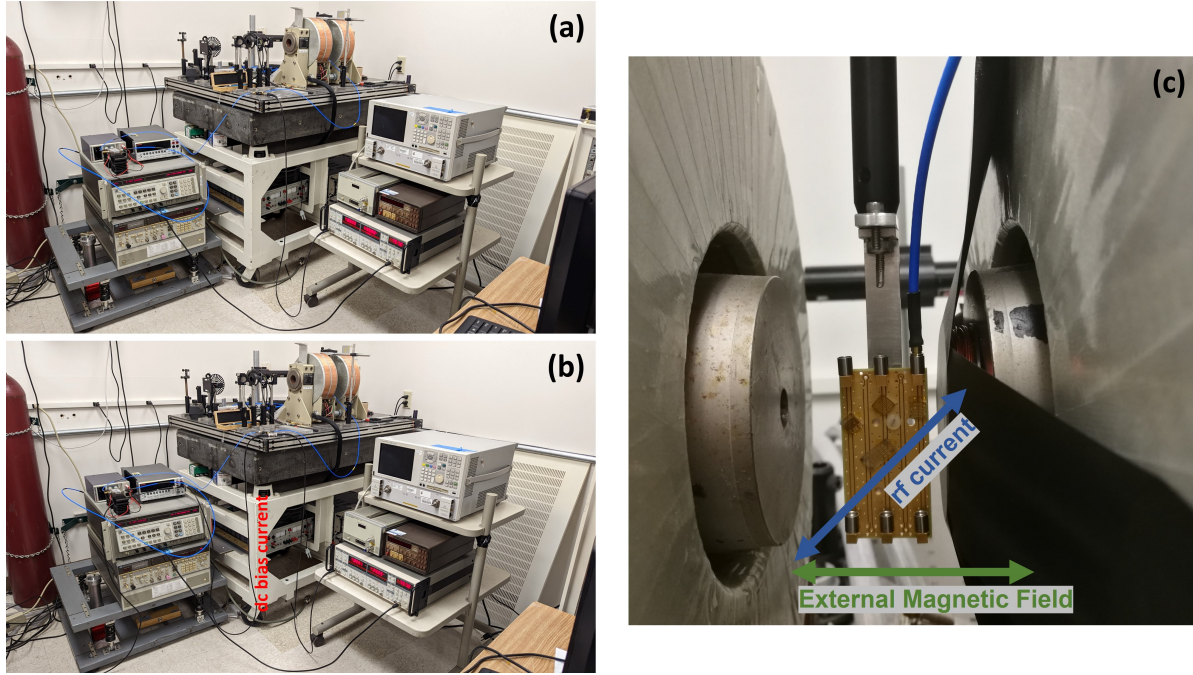 (a)
(b)
dc bias current
(c)
rf current
External Magnetic Field